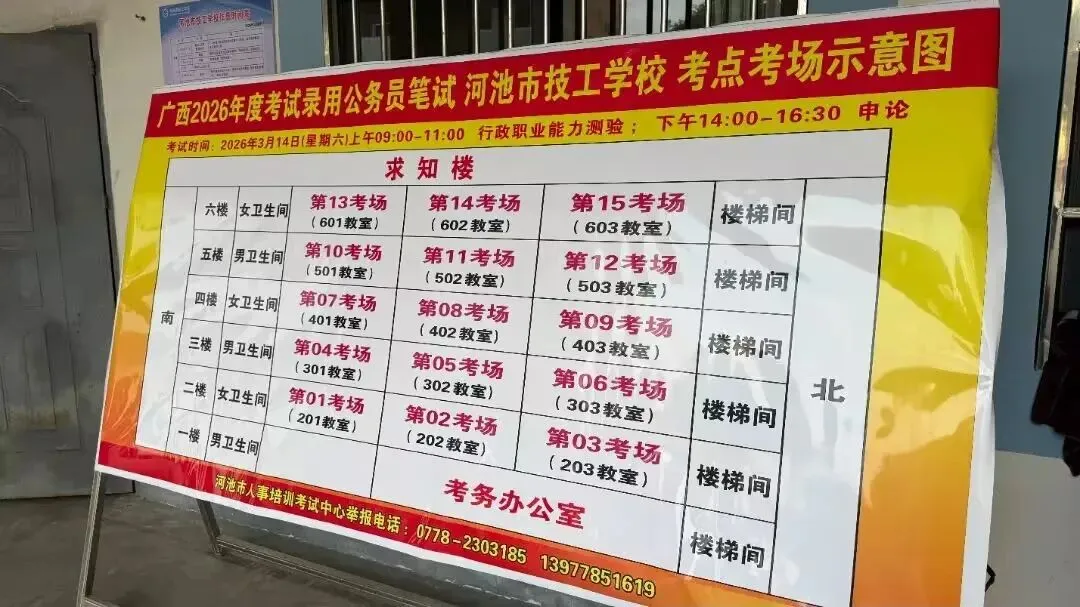 河池市技工学校作息时间表
广西2026年度考试录用公务员笔试 河池市技工学校 考点考场示意图
考试时间：2026年3月14日(星期六)上午09:00-11:00 行政职业能力测验； 下午14:00-16:30 申论
求知楼
南
北
六楼 女卫生间 第13考场 第14考场 第15考场 楼梯间
（601教室） （602教室） （603教室）
五楼 男卫生间 第10考场 第11考场 第12考场 楼梯间
（501教室） （502教室） （503教室）
四楼 女卫生间 第07考场 第08考场 第09考场 楼梯间
（401教室） （402教室） （403教室）
三楼 男卫生间 第04考场 第05考场 第06考场 楼梯间
（301教室） （302教室） （303教室）
二楼 女卫生间 第01考场 第02考场 第03考场 楼梯间
（201教室） （202教室） （203教室）
一楼 男卫生间 考务办公室 楼梯间
河池市人事培训考试中心举报电话：0778-2303185 13977851619